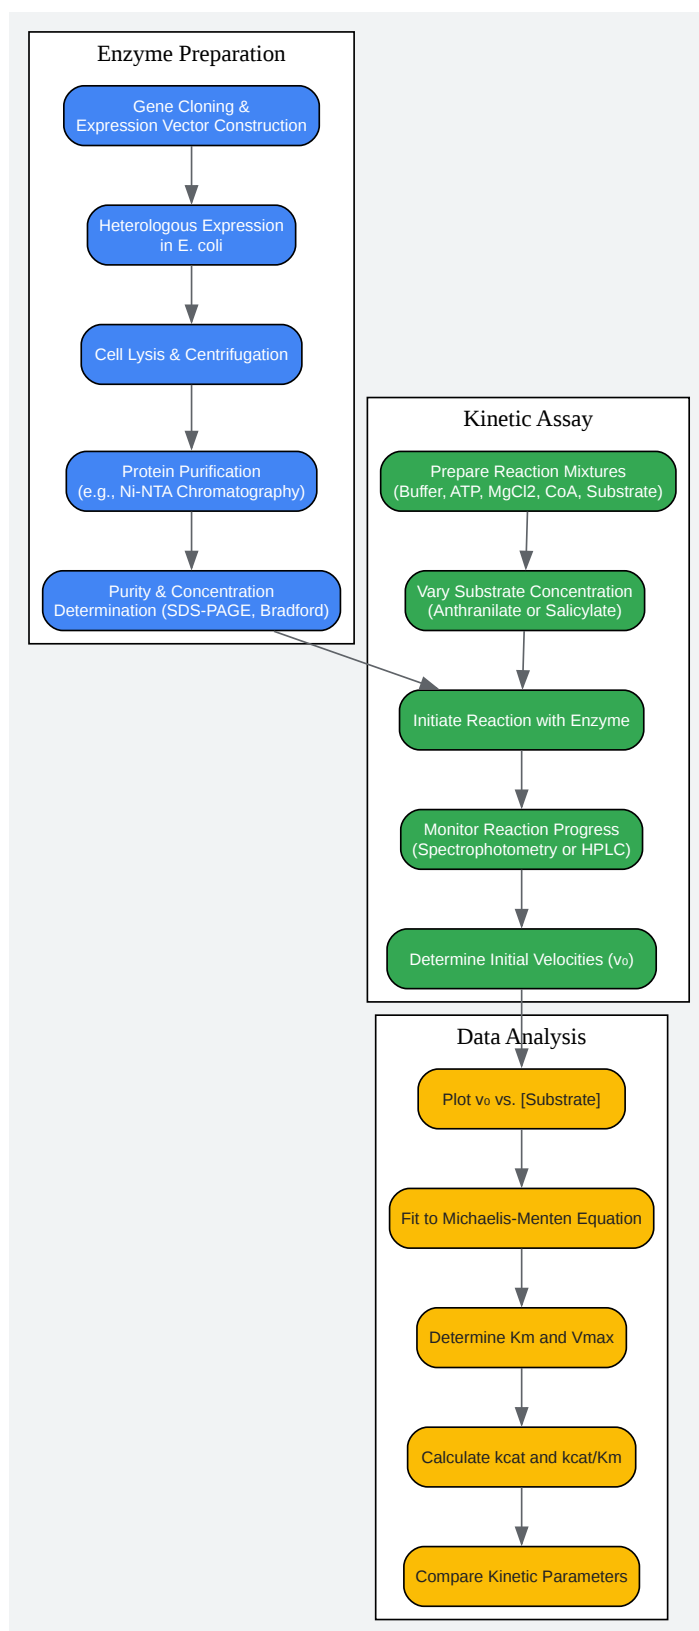 Enzyme Preparation
Gene Cloning &
Expression Vector Construction
Heterologous Expression
in E. coli
Cell Lysis & Centrifugation
Protein Purification
(e.g., Ni-NTA Chromatography)
Purity & Concentration
Determination (SDS-PAGE, Bradford)
Kinetic Assay
Prepare Reaction Mixtures
(Buffer, ATP, MgCl2, CoA, Substrate)
Vary Substrate Concentration
(Anthranilate or Salicylate)
Initiate Reaction with Enzyme
Monitor Reaction Progress
(Spectrophotometry or HPLC)
Determine Initial Velocities (v₀)
Data Analysis
Plot v₀ vs. [Substrate]
Fit to Michaelis-Menten Equation
Determine Km and Vmax
Calculate kcat and kcat/Km
Compare Kinetic Parameters